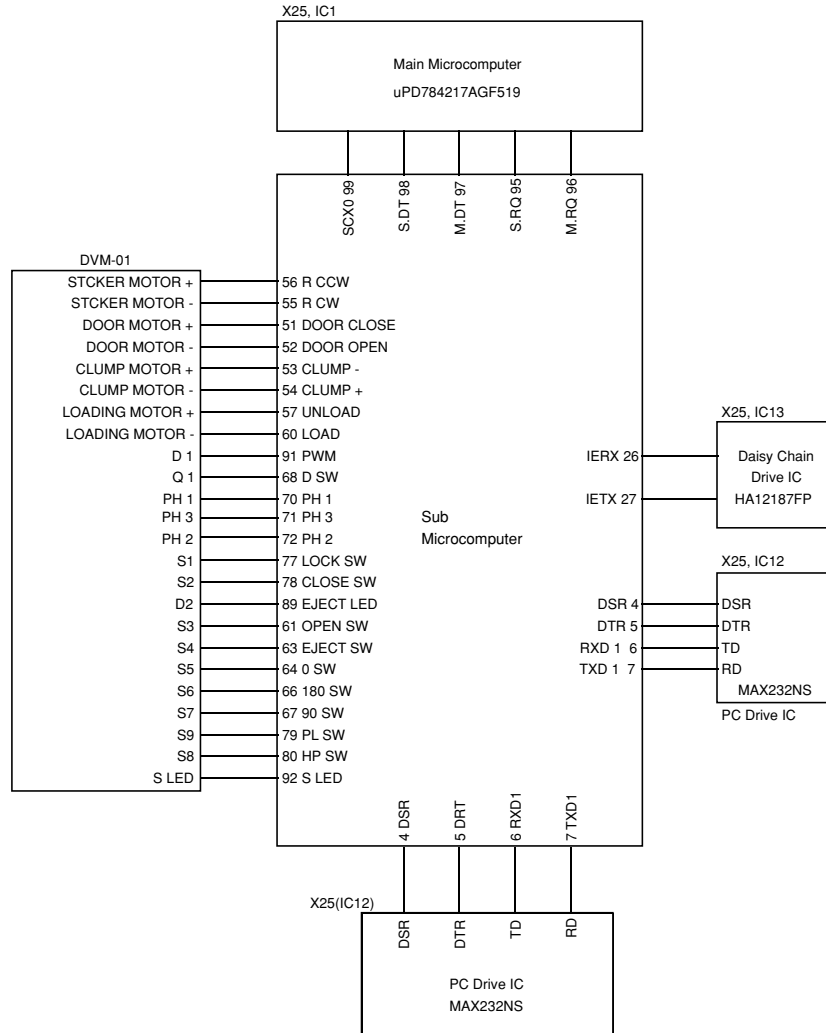 X25, IC1
Main Microcomputer
uPD784217AGF519
SCX0 99
S.DT 98
M.DT 97
S.RQ 95
M.RQ 96
DVM-01
STCKER MOTOR +
STCKER MOTOR -
DOOR MOTOR +
DOOR MOTOR -
CLUMP MOTOR +
CLUMP MOTOR -
LOADING MOTOR +
LOADING MOTOR -
D 1
Q 1
PH 1
PH 3
PH 2
S1
S2
D2
S3
S4
S5
S6
S7
S9
S8
S LED
56 R CCW
55 R CW
51 DOOR CLOSE
52 DOOR OPEN
53 CLUMP -
54 CLUMP +
57 UNLOAD
60 LOAD
91 PWM
68 D SW
70 PH 1
71 PH 3
72 PH 2
77 LOCK SW
78 CLOSE SW
89 EJECT LED
61 OPEN SW
63 EJECT SW
64 0 SW
66 180 SW
67 90 SW
79 PL SW
80 HP SW
92 S LED
Sub
Microcomputer
IERX 26
IETX 27
DSR 4
DTR 5
RXD 1 6
TXD 1 7
X25, IC13
Daisy Chain
Drive IC
HA12187FP
X25, IC12
DSR
DTR
TD
RD
MAX232NS
PC Drive IC
4 DSR
5 DRT
6 RXD1
7 TXD1
X25(IC12)
DSR
DTR
TD
RD
PC Drive IC
MAX232NS